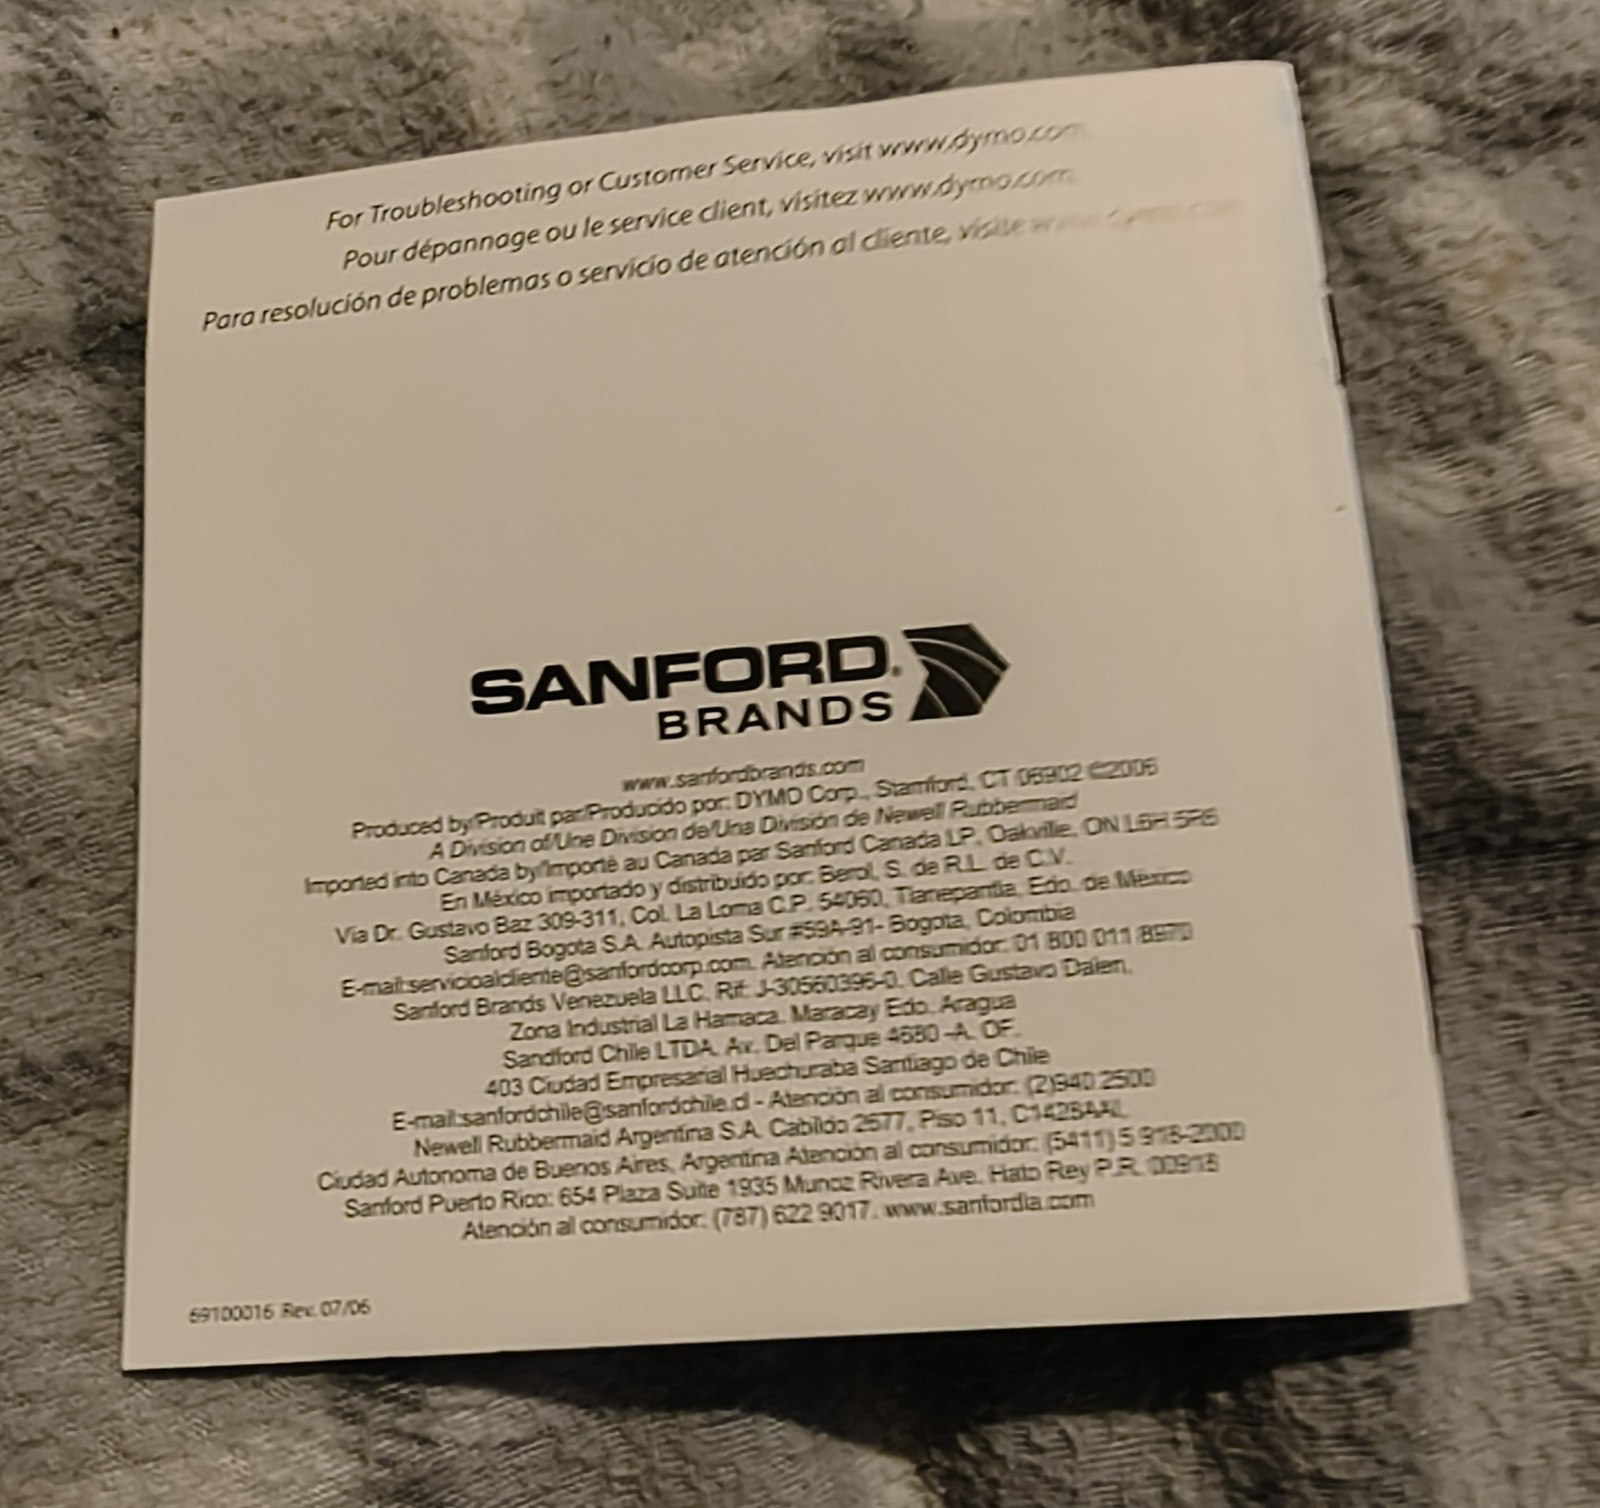 For Troubleshooting or Customer Service, visit www.dymo.com
Pour dépannage ou le service client, visitez www.dymo.com.
Para resolución de problemas o servicio de atención al cliente, visite
SANFORD®
BRANDS
www.sanfordbrands.com
Produced by/Produit par/Producido por: DYMO Corp., Stamford, CT 06902 ©2006
A Division of/Une Division de/Una División de Newell Rubbermaid
Imported into Canada by/Importé au Canada par Sanford Canada LP, Oakville, ON L6H 5R6
En México importado y distribuido por: Berol, S. de R.L. de C.V.
Via Dr. Gustavo Baz 309-311, Col. La Loma C.P. 54060, Tlanepantla, Edo. de México
Sanford Bogota S.A. Autopista Sur #59A-91- Bogota, Colombia
E-mail:servicioalcliente@sanfordcorp.com. Atención al consumidor: 01 800 011 8970
Sanford Brands Venezuela LLC. Rif: J-30560396-0. Calle Gustavo Dalen.
Zona Industrial La Hamaca. Maracay Edo. Aragua
Sandford Chile LTDA. Av. Del Parque 4680 -A. OF.
403 Ciudad Empresarial Huechuraba Santiago de Chile
E-mail:sanfordchile@sanfordchile.cl - Atención al consumidor: (2)940 2500
Newell Rubbermaid Argentina S.A. Cabildo 2677, Piso 11,
Ciudad Autonoma de Buenos Aires, Argentina Atención al consumidor: (5411)
Sanford Puerto Rico: 654 Plaza Suite 1935 Munoz Rivera Ave. Hato Rey P.R. 00918
Atención al consumidor: (787) 622 9017. www.sanfordla.com
69100016 Rev. 07/06